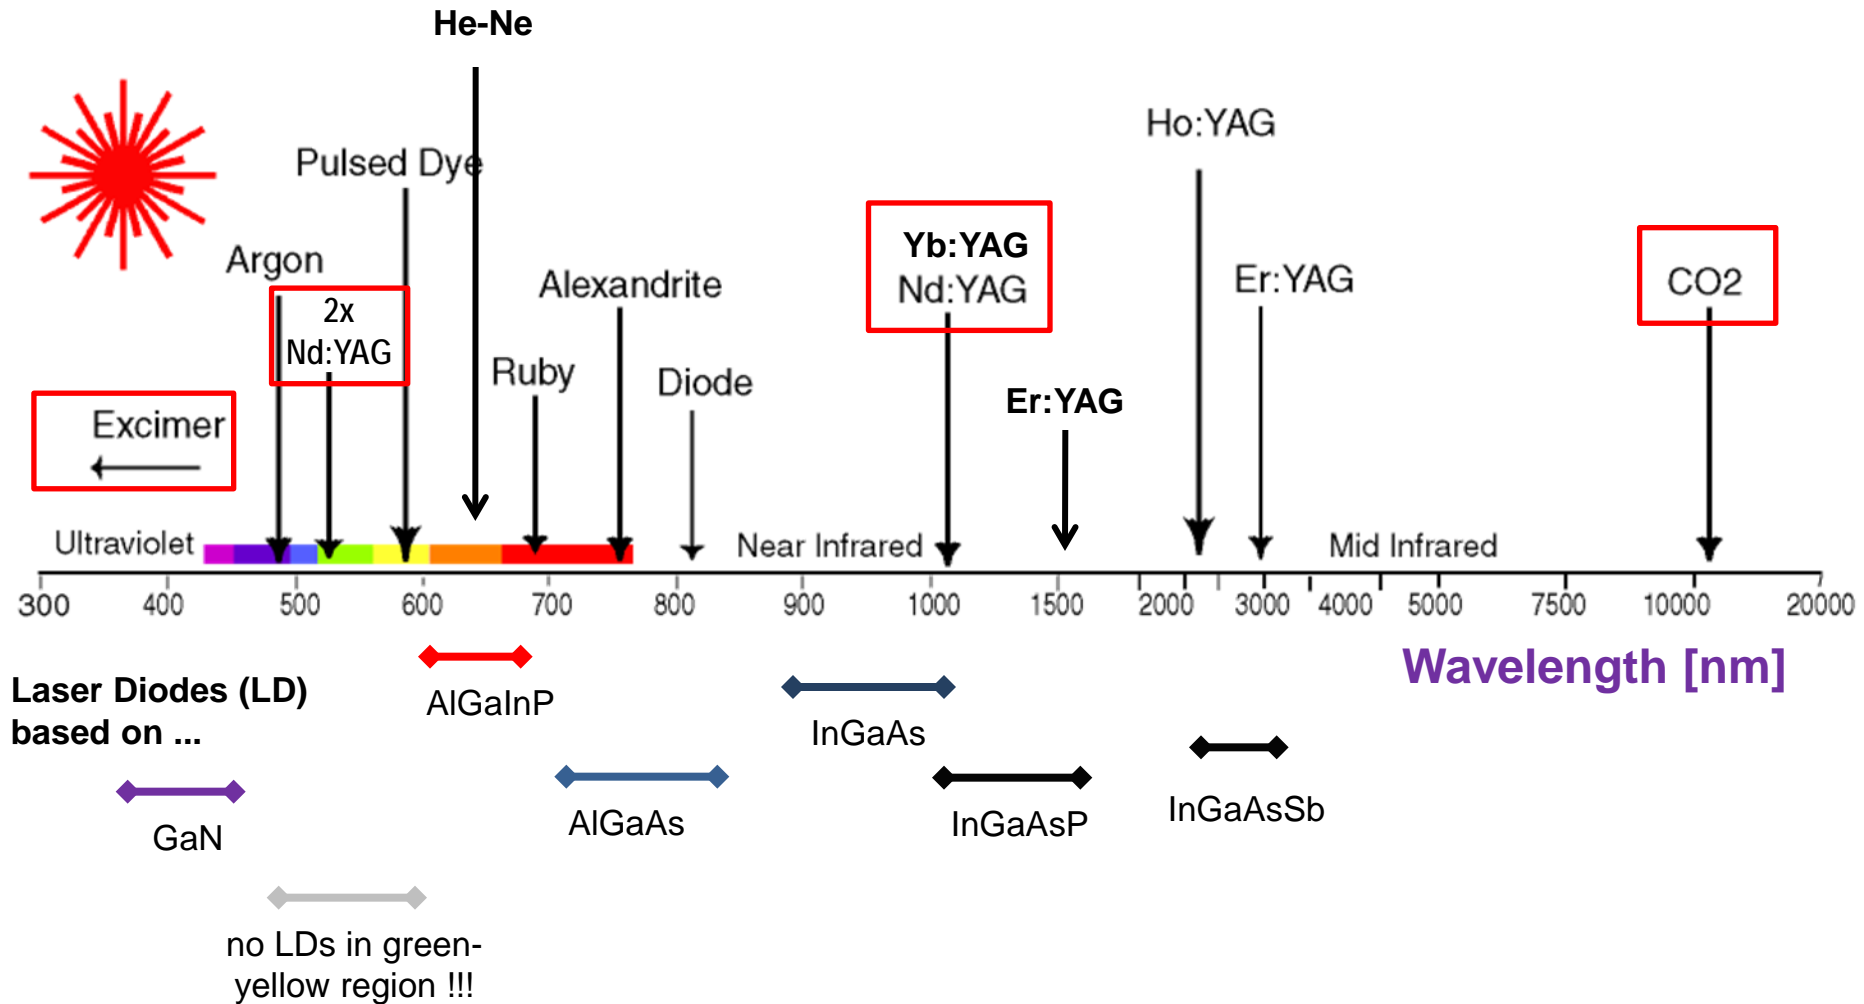 He-Ne
Ho:YAG
Pulsed Dye
Yb:YAG
Argon
Nd:YAG
Er:YAG
CO2
Alexandrite
2x
Nd:YAG
Ruby
Diode
Er:YAG
Excimer
Ultraviolet
Near Infrared
Mid Infrared
300 400 500 600 700 800 900 1000 1500 2000 3000 4000 5000 7500 10000 20000
Wavelength [nm]
Laser Diodes (LD)
based on ...
AlGaInP
InGaAs
AlGaAs
InGaAsP
InGaAsSb
GaN
no LDs in green-
yellow region !!!